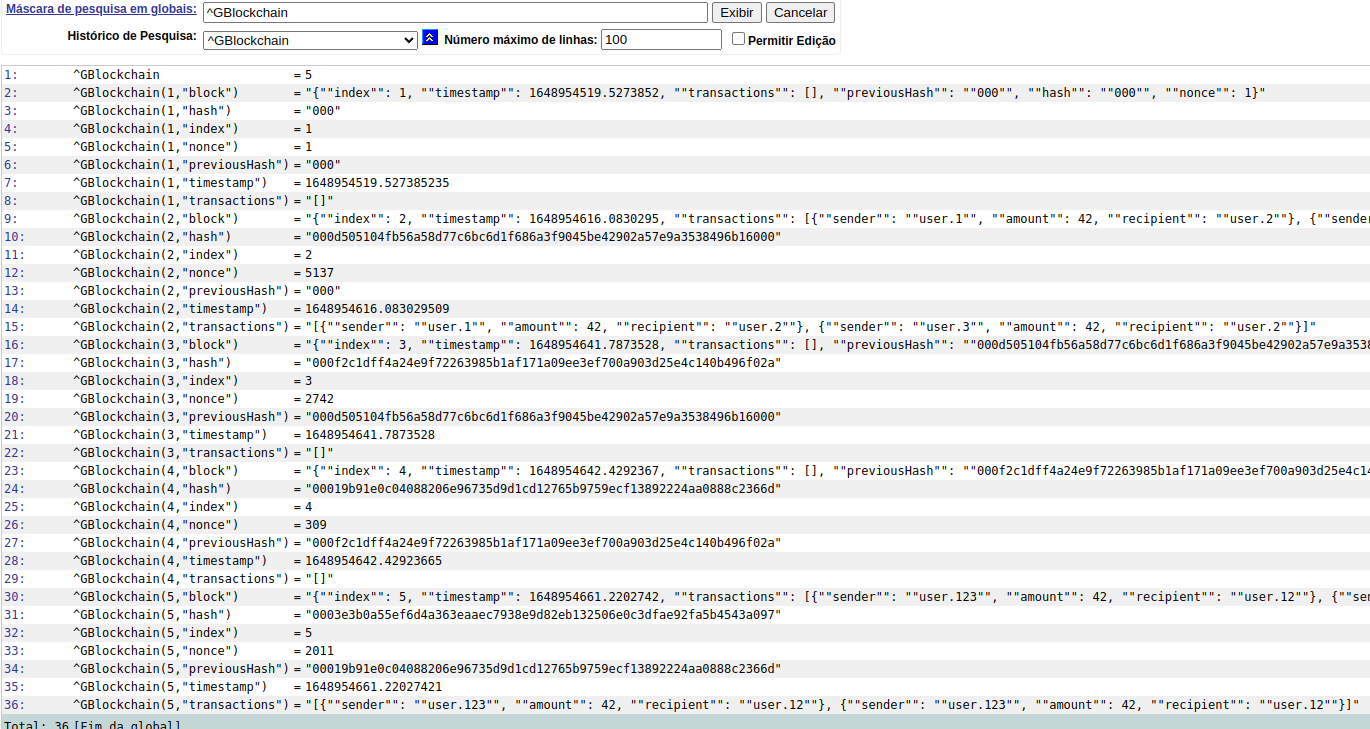 Máscara de pesquisa em globais: ^GBlockchain Exibir Cancelar
Histórico de Pesquisa: ^GBlockchain Número máximo de linhas: 100 Permitir Edição
1: ^GBlockchain = 5
2: ^GBlockchain(1,"block") = "{""index"": 1, ""timestamp"": 1648954519.5273852, ""transactions"": [], ""previousHash"": ""000"", ""hash"": ""000"", ""nonce"": 1}"
3: ^GBlockchain(1,"hash") = "000"
4: ^GBlockchain(1,"index") = 1
5: ^GBlockchain(1,"nonce") = 1
6: ^GBlockchain(1,"previousHash") = "000"
7: ^GBlockchain(1,"timestamp") = 1648954519.527385235
8: ^GBlockchain(1,"transactions") = "[]"
9: ^GBlockchain(2,"block") = "{""index"": 2, ""timestamp"": 1648954616.0830295, ""transactions"": [{""sender"": ""user.1"", ""amount"": 42, ""recipient"": ""user.2""}, {""sende
10: ^GBlockchain(2,"hash") = "000d505104fb56a58d77c6bc6d1f686a3f9045be42902a57e9a3538496b16000"
11: ^GBlockchain(2,"index") = 2
12: ^GBlockchain(2,"nonce") = 5137
13: ^GBlockchain(2,"previousHash") = "000"
14: ^GBlockchain(2,"timestamp") = 1648954616.083029509
15: ^GBlockchain(2,"transactions") = "[{""sender"": ""user.1"", ""amount"": 42, ""recipient"": ""user.2""}, {""sender"": ""user.3"", ""amount"": 42, ""recipient"": ""user.2""}]"
16: ^GBlockchain(3,"block") = "{""index"": 3, ""timestamp"": 1648954641.7873528, ""transactions"": [], ""previousHash"": ""000d505104fb56a58d77c6bc6d1f686a3f9045be42902a57e9a3538
17: ^GBlockchain(3,"hash") = "000f2c1dff4a24e9f72263985b1af171a09ee3ef700a903d25e4c140b496f02a"
18: ^GBlockchain(3,"index") = 3
19: ^GBlockchain(3,"nonce") = 2742
20: ^GBlockchain(3,"previousHash") = "000d505104fb56a58d77c6bc6d1f686a3f9045be42902a57e9a3538496b16000"
21: ^GBlockchain(3,"timestamp") = 1648954641.7873528
22: ^GBlockchain(3,"transactions") = "[]"
23: ^GBlockchain(4,"block") = "{""index"": 4, ""timestamp"": 1648954642.4292367, ""transactions"": [], ""previousHash"": ""000f2c1dff4a24e9f72263985b1af171a09ee3ef700a903d25e4c14
24: ^GBlockchain(4,"hash") = "00019b91e0c04088206e96735d9d1cd12765b9759ecf13892224aa0888c2366d"
25: ^GBlockchain(4,"index") = 4
26: ^GBlockchain(4,"nonce") = 309
27: ^GBlockchain(4,"previousHash") = "000f2c1dff4a24e9f72263985b1af171a09ee3ef700a903d25e4c140b496f02a"
28: ^GBlockchain(4,"timestamp") = 1648954642.42923665
29: ^GBlockchain(4,"transactions") = "[]"
30: ^GBlockchain(5,"block") = "{""index"": 5, ""timestamp"": 1648954661.2202742, ""transactions"": [{""sender"": ""user.123"", ""amount"": 42, ""recipient"": ""user.12""}, {""sen
31: ^GBlockchain(5,"hash") = "0003e3b0a55ef6d4a363eaaec7938e9d82eb132506e0c3dfae92fa5b4543a097"
32: ^GBlockchain(5,"index") = 5
33: ^GBlockchain(5,"nonce") = 2011
34: ^GBlockchain(5,"previousHash") = "00019b91e0c04088206e96735d9d1cd12765b9759ecf13892224aa0888c2366d"
35: ^GBlockchain(5,"timestamp") = 1648954661.22027421
36: ^GBlockchain(5,"transactions") = "[{""sender"": ""user.123"", ""amount"": 42, ""recipient"": ""user.12""}, {""sender"": ""user.123"", ""amount"": 42, ""recipient"": ""user.12""}]"
Total: 36 [Fim da global]